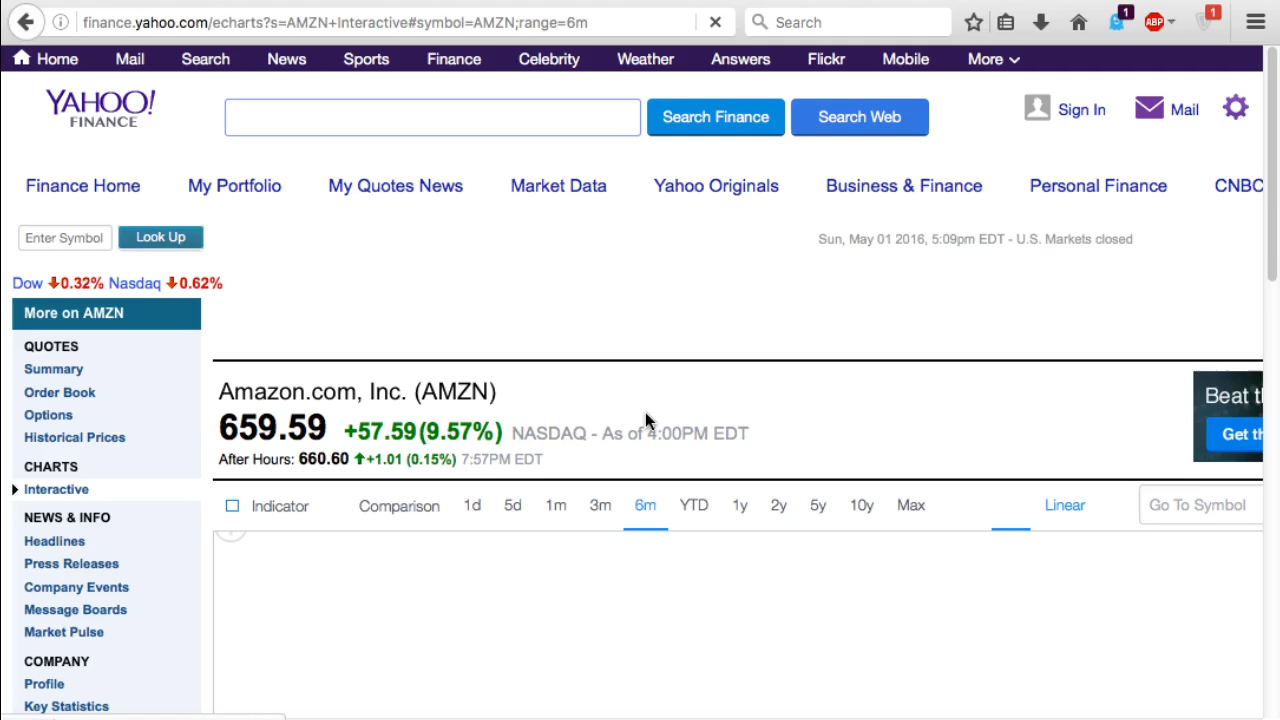 finance.yahoo.com/echarts?s=AMZN+Interactive#symbol=AMZN;range=6m Search 1 ABP 1
Home Mail Search News Sports Finance Celebrity Weather Answers Flickr Mobile More
YAHOO! FINANCE Search Finance Search Web Sign In Mail
Finance Home My Portfolio My Quotes News Market Data Yahoo Originals Business & Finance Personal Finance CNBC
Enter Symbol Look Up Sun, May 01 2016, 5:09pm EDT - U.S. Markets closed
Dow 0.32% Nasdaq 0.62%
More on AMZN
QUOTES
Summary
Order Book
Options
Historical Prices
CHARTS
Interactive
NEWS & INFO
Headlines
Press Releases
Company Events
Message Boards
Market Pulse
COMPANY
Profile
Key Statistics
Amazon.com, Inc. (AMZN)
659.59 +57.59(9.57%) NASDAQ - As of 4:00PM EDT
After Hours: 660.60 +1.01 (0.15%) 7:57PM EDT
Beat
Get
Indicator Comparison 1d 5d 1m 3m 6m YTD 1y 2y 5y 10y Max Linear Go To Symbol